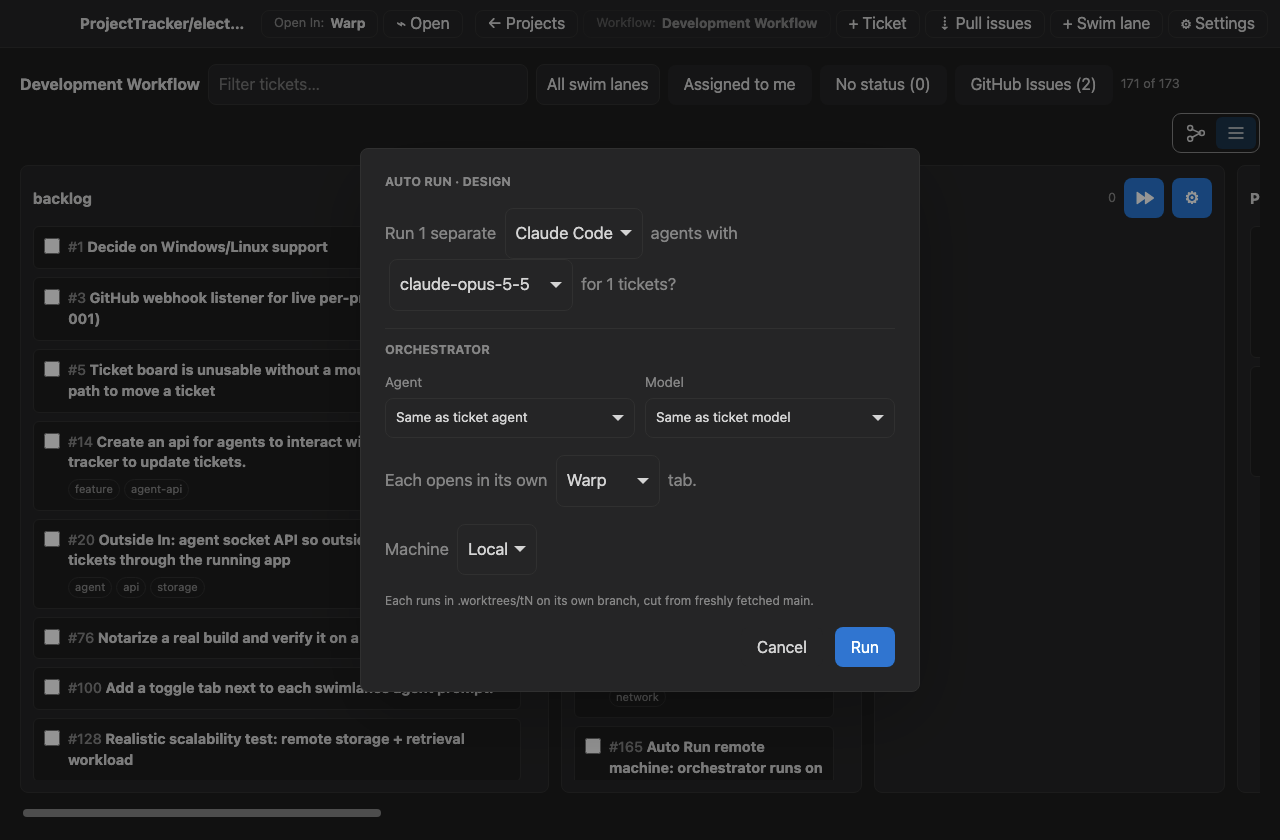 ProjectTracker/elect...
Open In: Warp
Open
← Projects
Workflow: Development Workflow
+ Ticket
Pull issues
+ Swim lane
Settings
Development Workflow
Filter tickets...
All swim lanes
Assigned to me
No status (0)
GitHub Issues (2)
171 of 173
backlog
#1 Decide on Windows/Linux support
#3 GitHub webhook listener for live
001)
#5 Ticket board is unusable without a
path to move a ticket
#14 Create an api for agents to interact
tracker to update tickets.
feature
agent-api
#20 Outside In: agent socket API so
tickets through the running app
agent
api
storage
#76 Notarize a real build and verify it on a
#100 Add a toggle tab next to each
#128 Realistic scalability test: remote storage + retrieval
workload
AUTO RUN · DESIGN
Run 1 separate Claude Code agents with
claude-opus-5-5 for 1 tickets?
ORCHESTRATOR
Agent
Model
Same as ticket agent
Same as ticket model
Each opens in its own Warp tab.
Machine Local
Each runs in .worktrees/tN on its own branch, cut from freshly fetched main.
Cancel
Run
network
#165 Auto Run remote
machine: orchestrator runs on
0
P